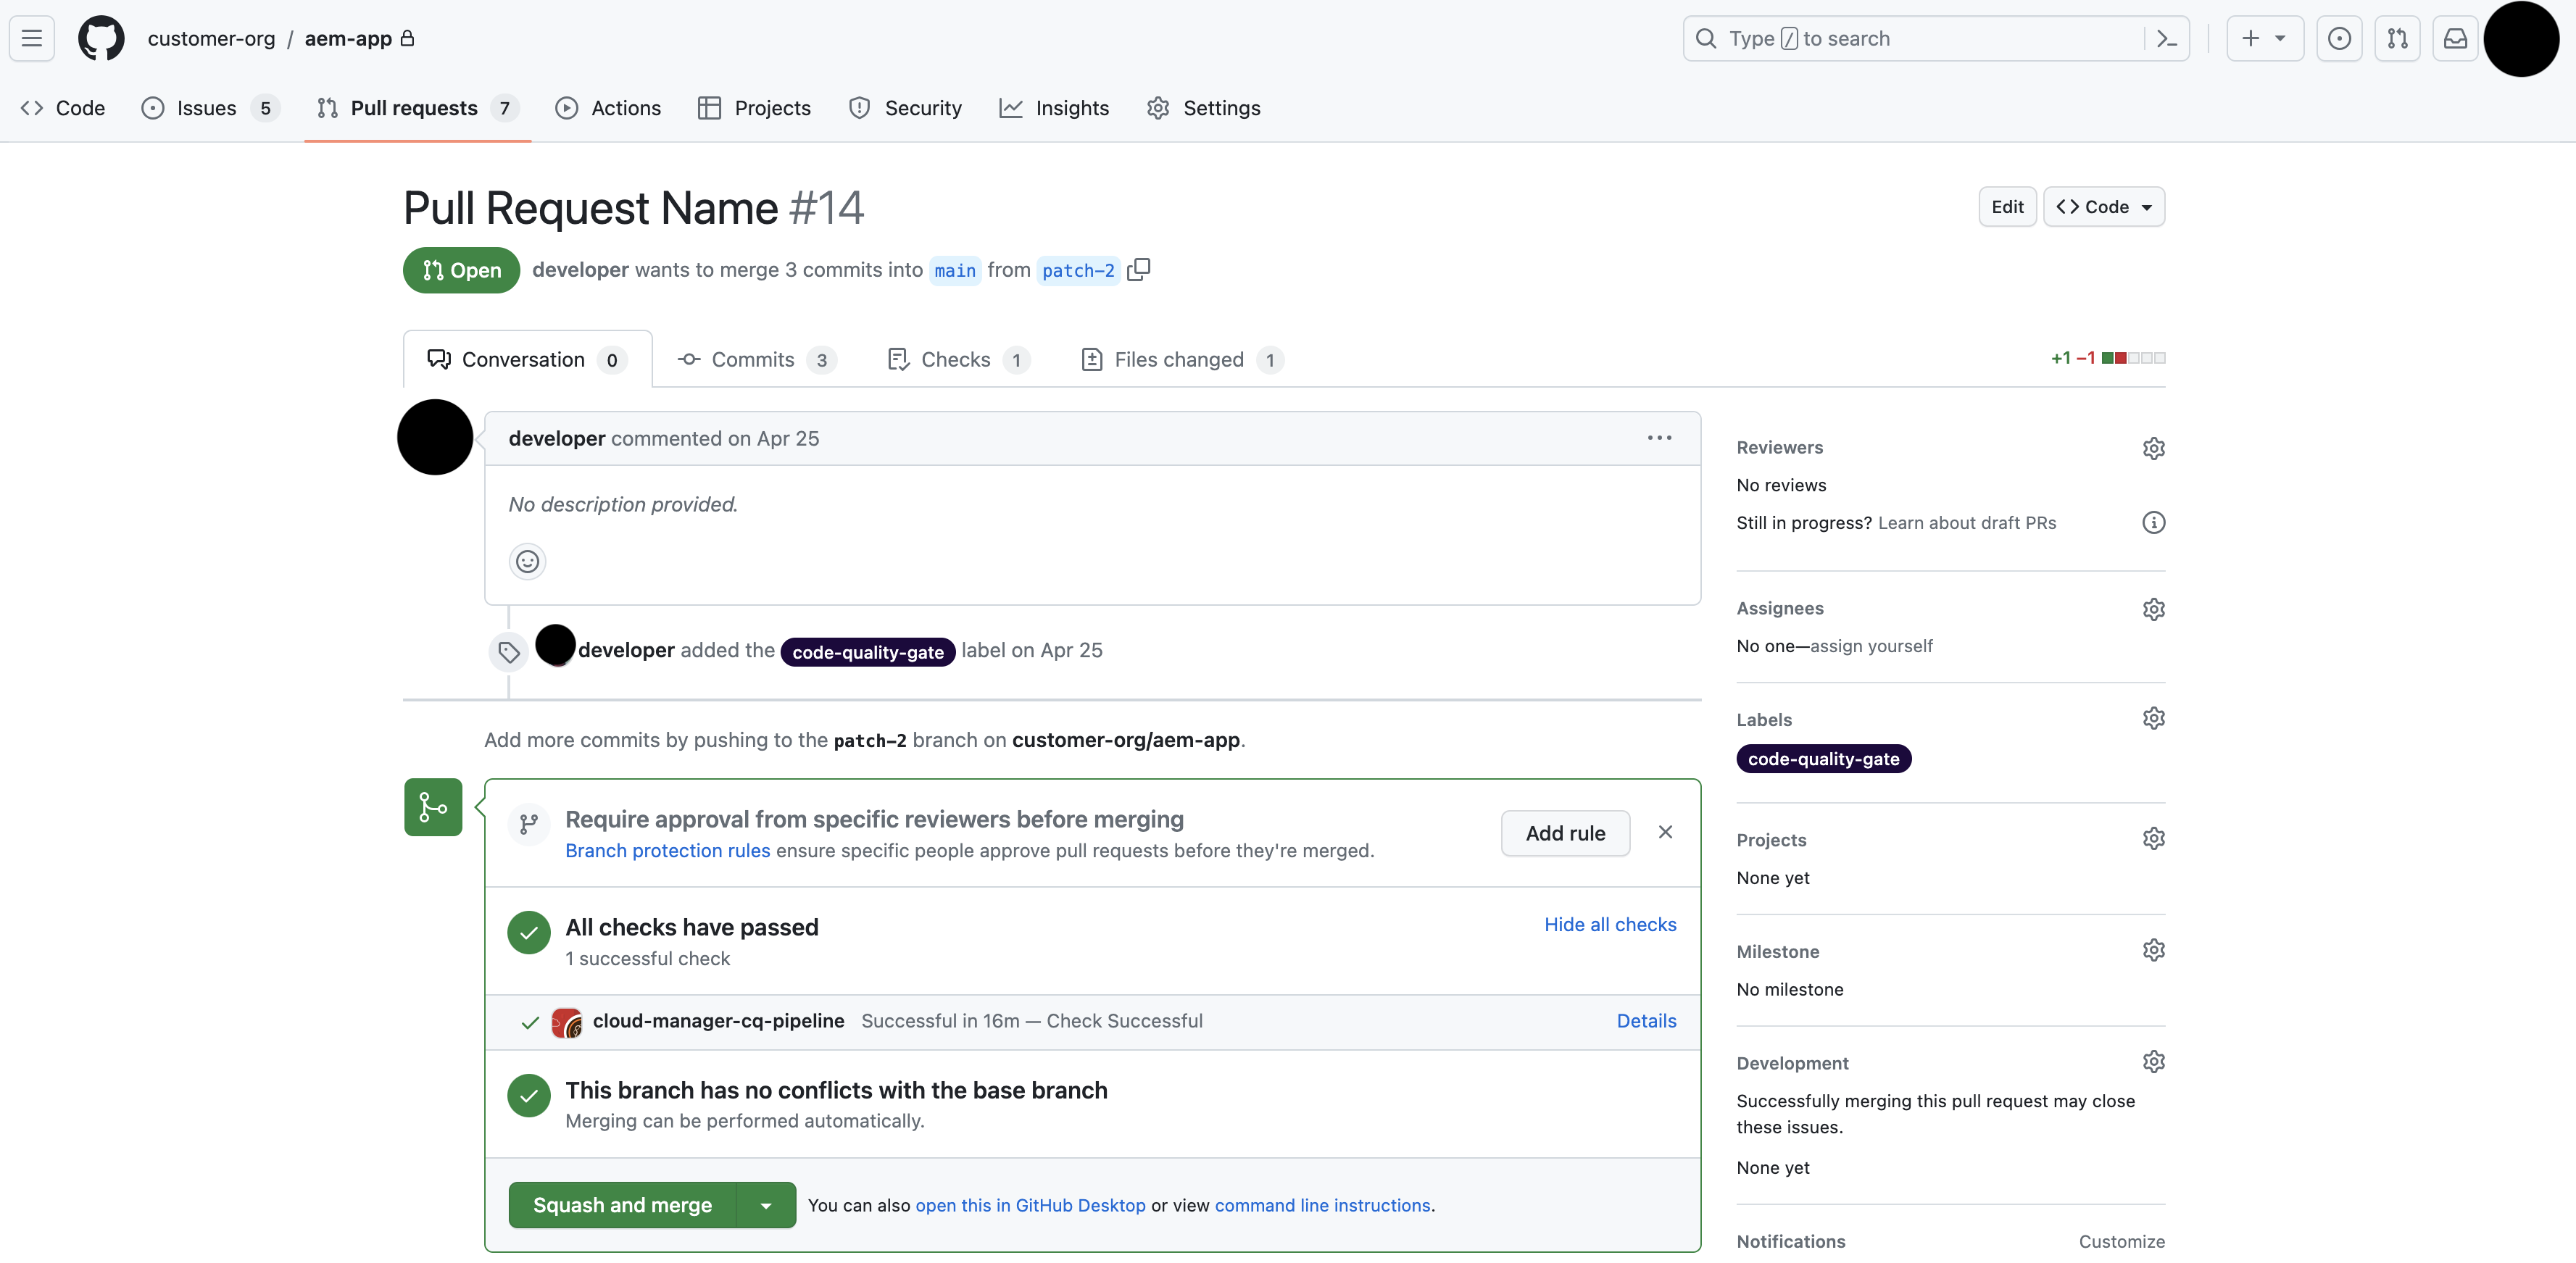 customer-org / aem-app
Type / to search
Code
Issues 5
Pull requests 7
Actions
Projects
Security
Insights
Settings
Pull Request Name #14
Edit
Code
Open
developer wants to merge 3 commits into main from patch-2
Conversation 0
Commits 3
Checks 1
Files changed 1
+1 −1
developer commented on Apr 25
No description provided.
developer added the code-quality-gate label on Apr 25
Add more commits by pushing to the patch-2 branch on customer-org/aem-app.
Require approval from specific reviewers before merging
Branch protection rules ensure specific people approve pull requests before they're merged.
Add rule
All checks have passed
1 successful check
Hide all checks
cloud-manager-cq-pipeline Successful in 16m — Check Successful
Details
This branch has no conflicts with the base branch
Merging can be performed automatically.
Squash and merge
You can also open this in GitHub Desktop or view command line instructions.
Reviewers
No reviews
Still in progress? Learn about draft PRs
Assignees
No one—assign yourself
Labels
code-quality-gate
Projects
None yet
Milestone
No milestone
Development
Successfully merging this pull request may close
these issues.
None yet
Notifications
Customize